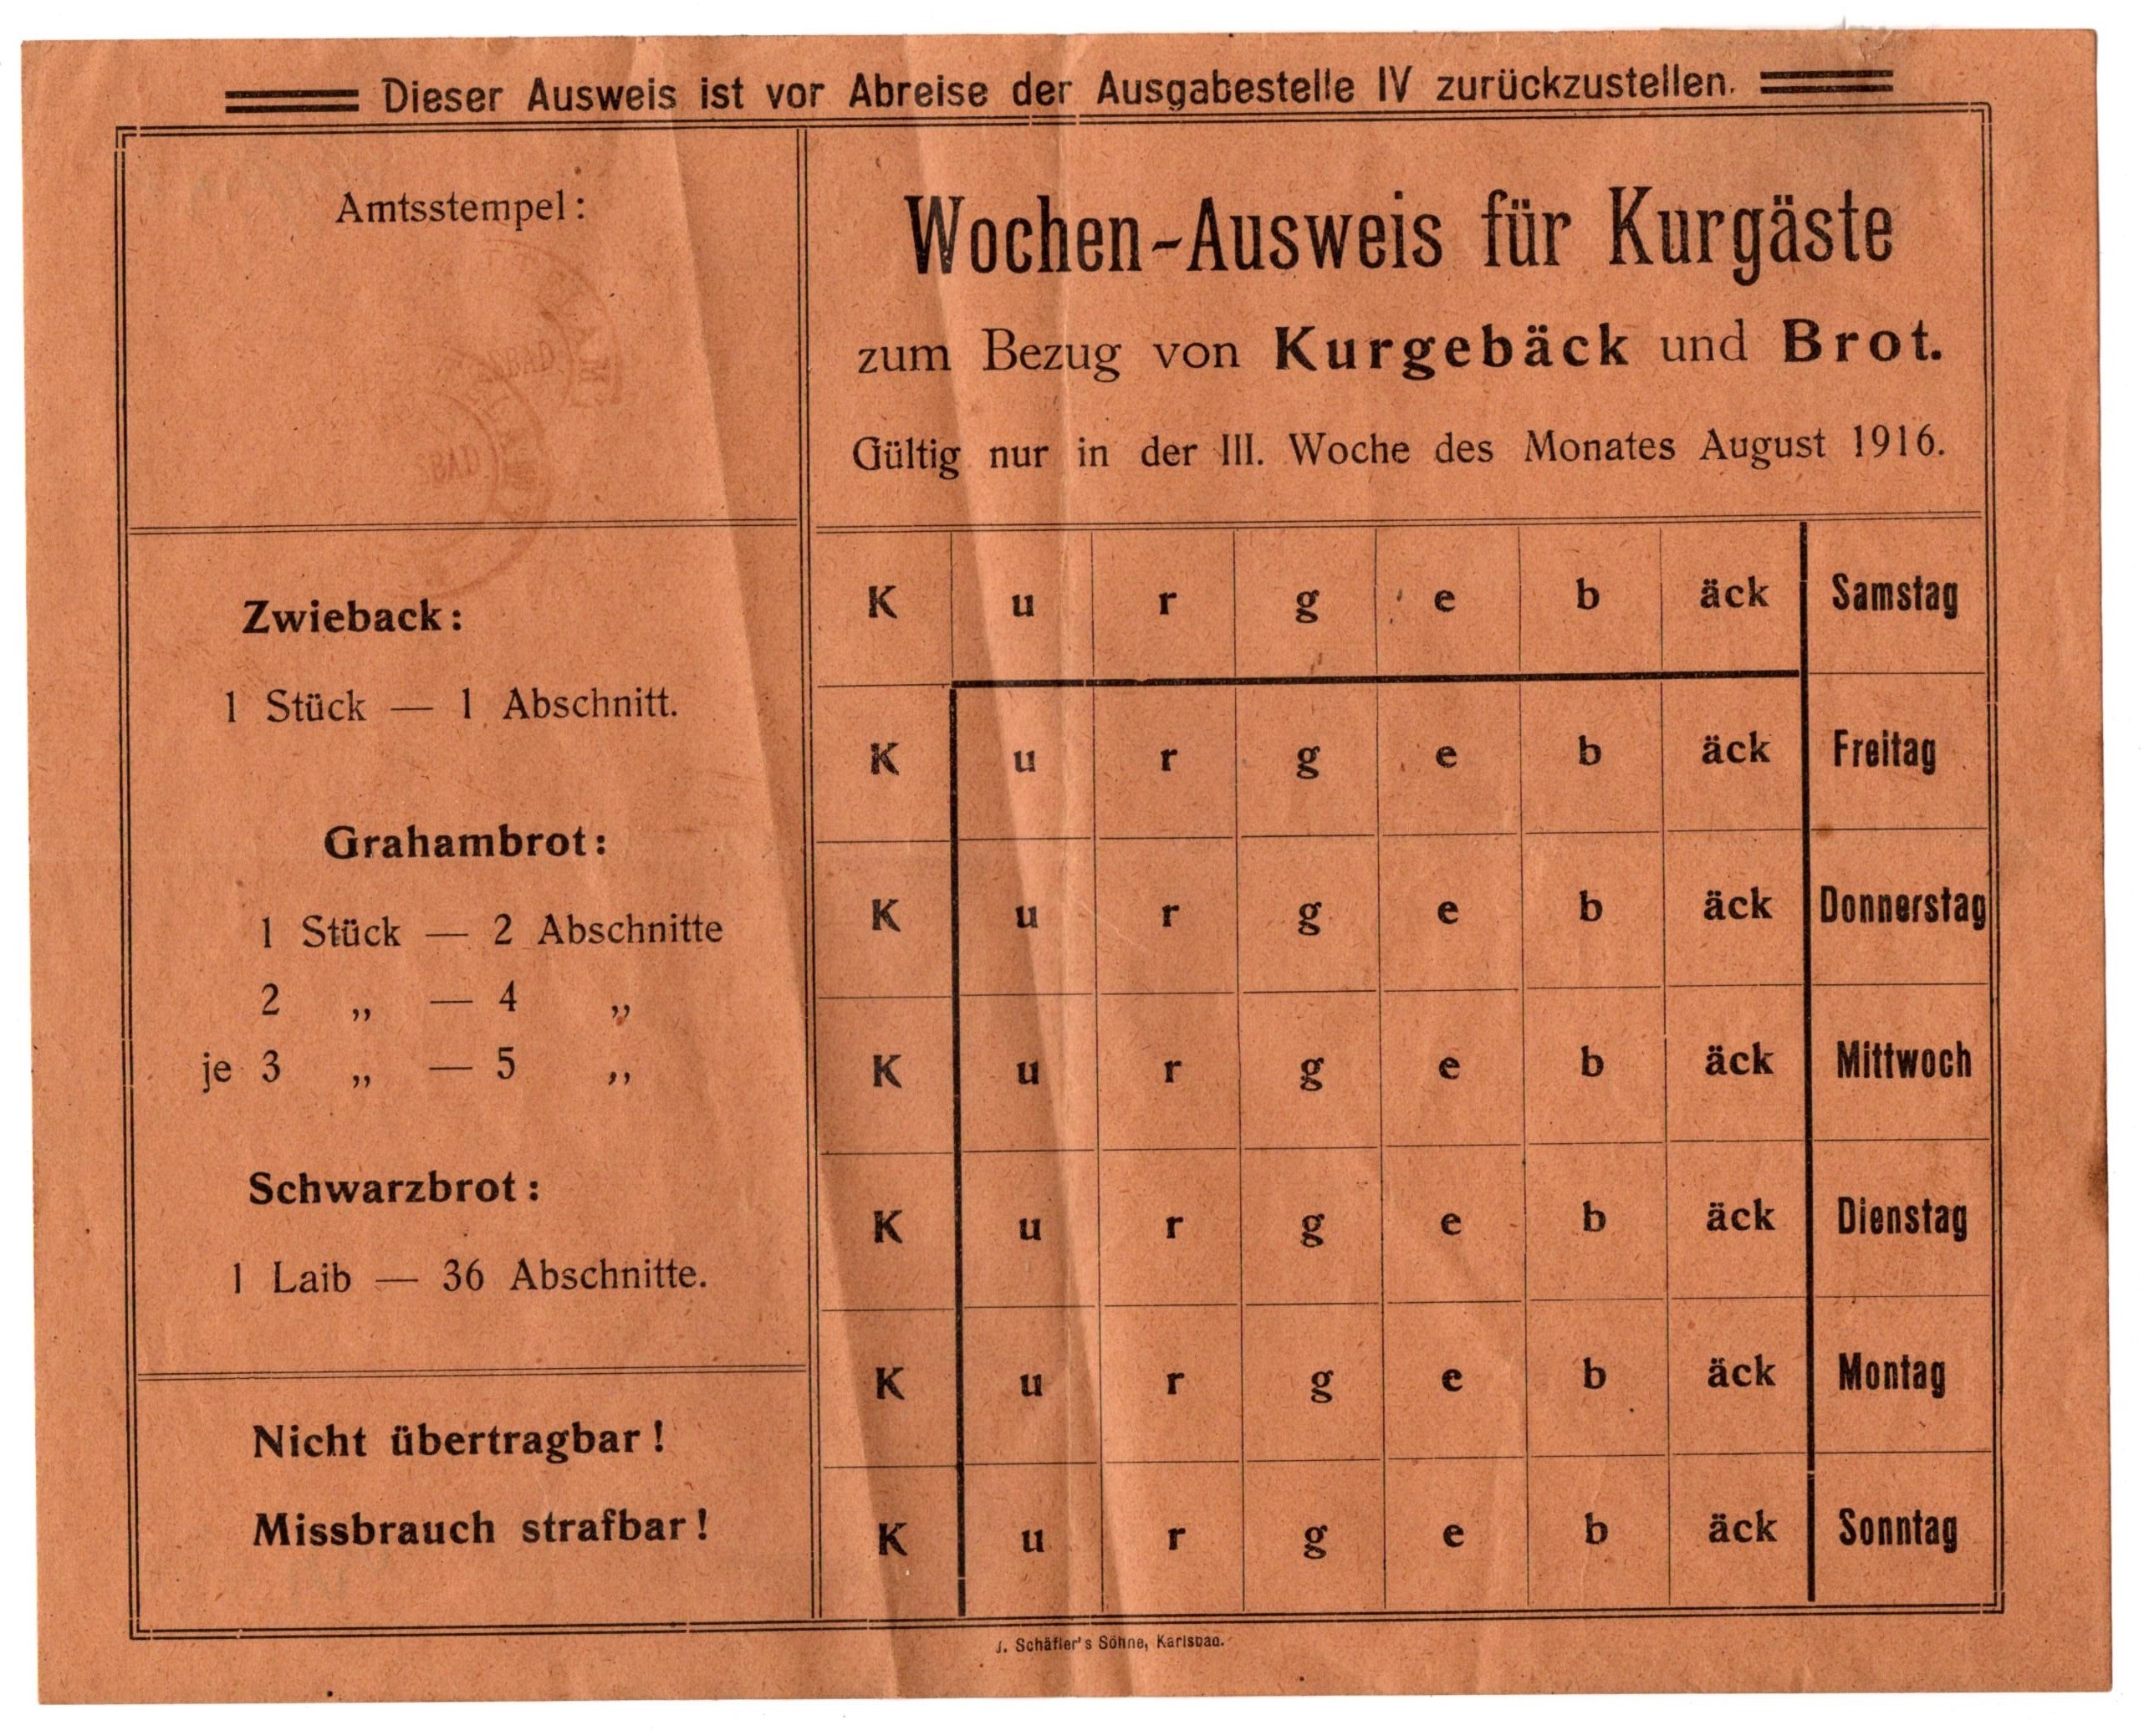 Dieser Ausweis ist vor Abreise der Ausgabestelle IV zurückzustellen.
Amtsstempel:
Zwieback:
1 Stück — 1 Abschnitt.
Grahambrot:
1 Stück — 2 Abschnitte
2 „ — 4 „
je 3 „ — 5 „
Schwarzbrot:
1 Laib — 36 Abschnitte.
Nicht übertragbar!
Missbrauch strafbar!
Wochen-Ausweis für Kurgäste
zum Bezug von Kurgebäck und Brot.
Gültig nur in der III. Woche des Monates August 1916.
K u r g e b äck Samstag
K u r g e b äck Freitag
K u r g e b äck Donnerstag
K u r g e b äck Mittwoch
K u r g e b äck Dienstag
K u r g e b äck Montag
K u r g e b äck Sonntag
J. Schäfler's Söhne, Karlsbad.